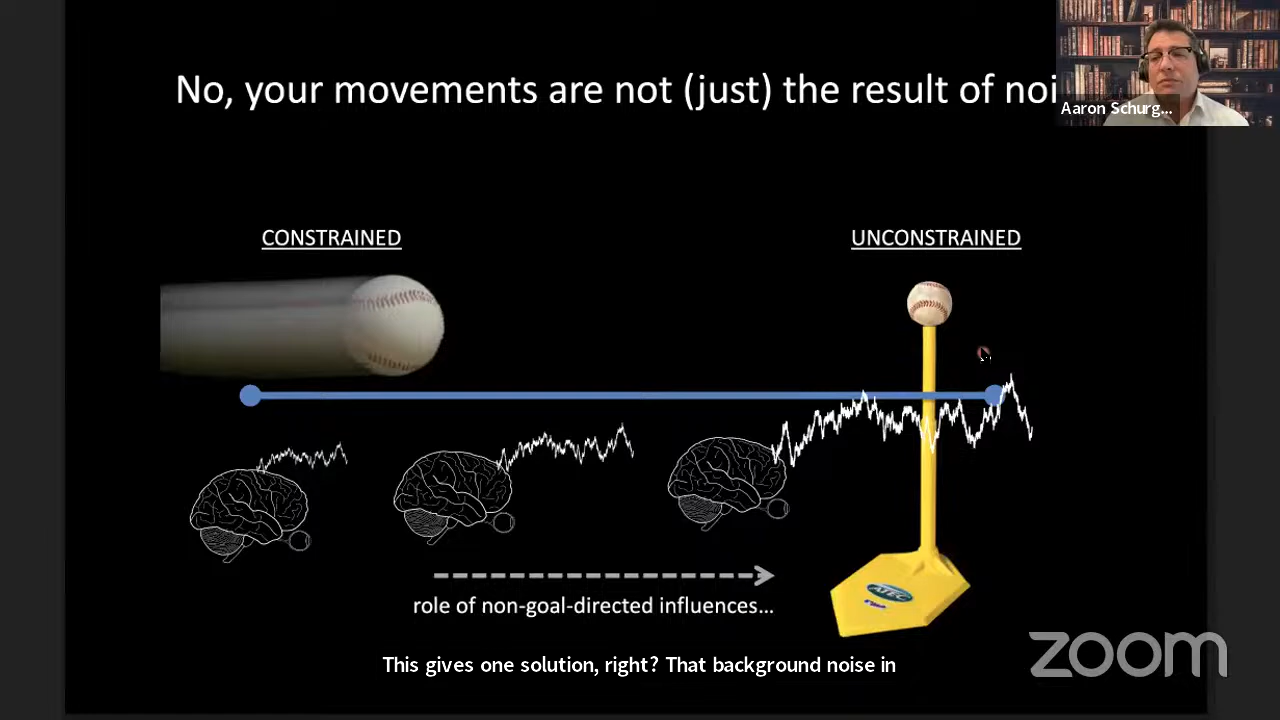 No, your movements are not (just) the result of noi
Aaron Schurg...
CONSTRAINED
UNCONSTRAINED
ATEC
role of non-goal-directed influences...
This gives one solution, right? That background noise in
zoom